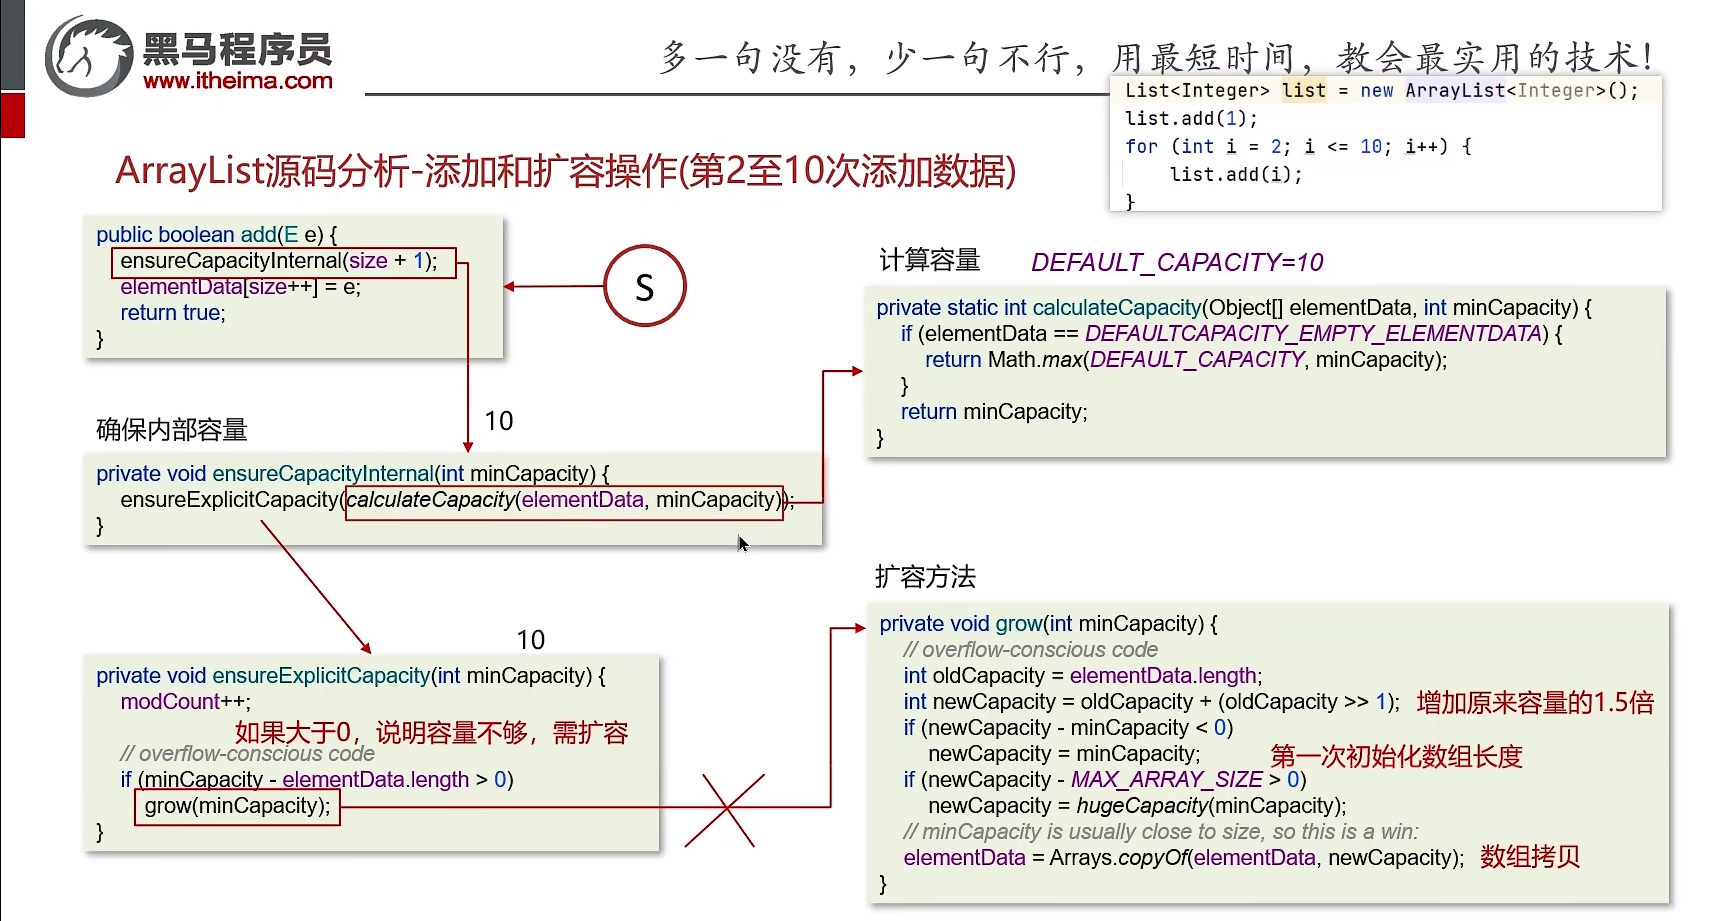 黑马程序员
www.itheima.com
多一句没有，少一句不行，用最短时间，教会最实用的技术！
List<Integer> list = new ArrayList<Integer>();
list.add(1);
for (int i = 2; i <= 10; i++) {
list.add(i);
}
ArrayList源码分析-添加和扩容操作(第2至10次添加数据)
public boolean add(E e) {
ensureCapacityInternal(size + 1);
elementData[size++] = e;
return true;
}
S
计算容量
DEFAULT_CAPACITY=10
private static int calculateCapacity(Object[] elementData, int minCapacity) {
if (elementData == DEFAULTCAPACITY_EMPTY_ELEMENTDATA) {
return Math.max(DEFAULT_CAPACITY, minCapacity);
}
return minCapacity;
}
确保内部容量
10
private void ensureCapacityInternal(int minCapacity) {
ensureExplicitCapacity(calculateCapacity(elementData, minCapacity));
}
10
private void ensureExplicitCapacity(int minCapacity) {
modCount++;
如果大于0，说明容量不够，需扩容
// overflow-conscious code
if (minCapacity - elementData.length > 0)
grow(minCapacity);
}
扩容方法
private void grow(int minCapacity) {
// overflow-conscious code
int oldCapacity = elementData.length;
int newCapacity = oldCapacity + (oldCapacity >> 1); 增加原来容量的1.5倍
if (newCapacity - minCapacity < 0)
newCapacity = minCapacity; 第一次初始化数组长度
if (newCapacity - MAX_ARRAY_SIZE > 0)
newCapacity = hugeCapacity(minCapacity);
// minCapacity is usually close to size, so this is a win:
elementData = Arrays.copyOf(elementData, newCapacity); 数组拷贝
}